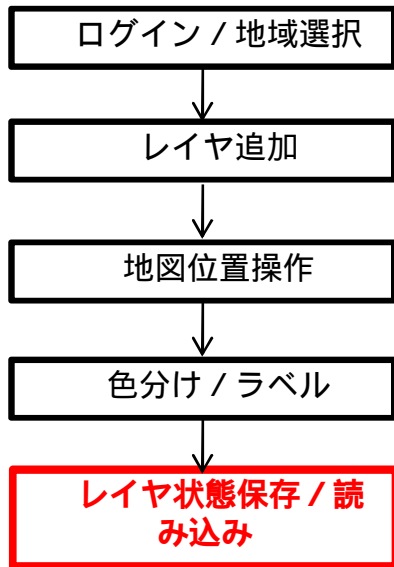 ログイン / 地域選択
レイヤ追加
地図位置操作
色分け / ラベル
レイヤ状態保存 / 読
み込み